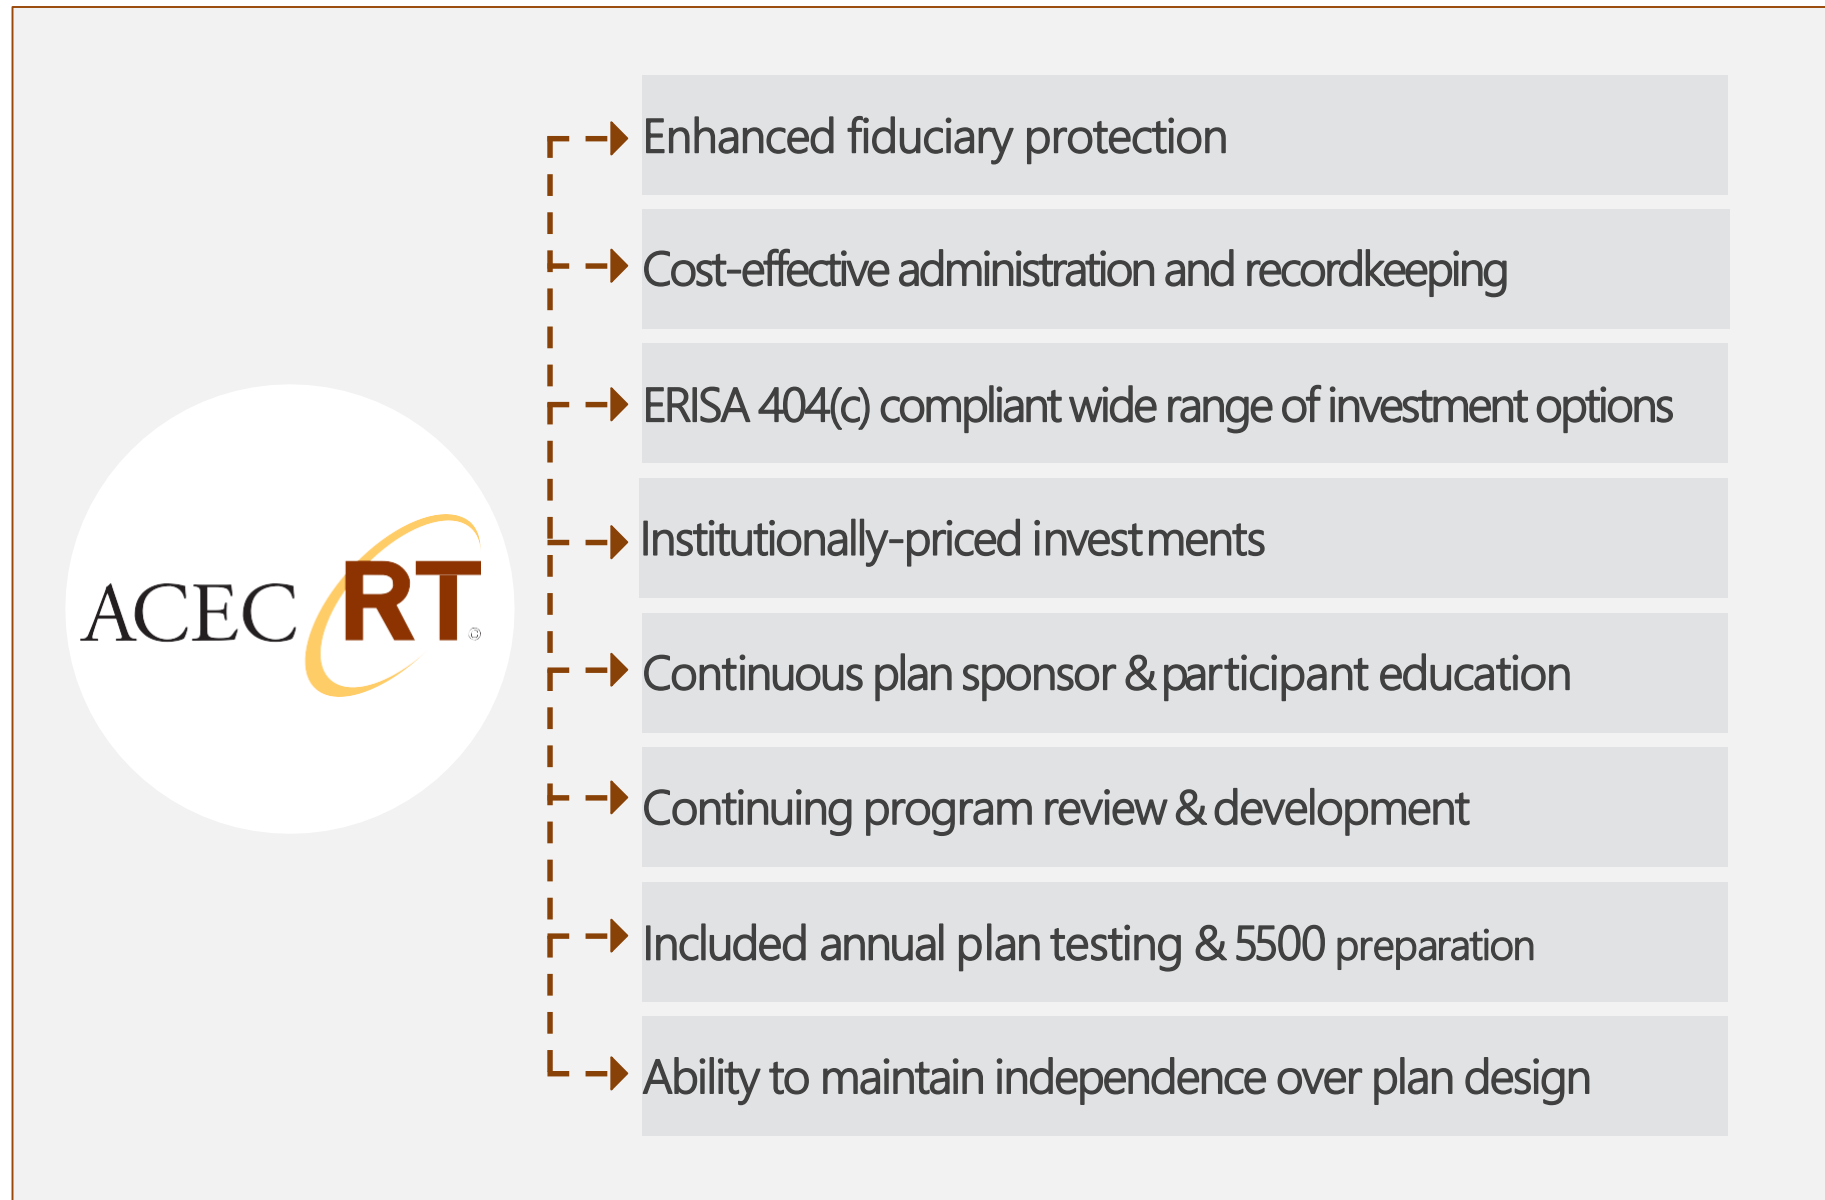 Enhanced fiduciary protection
Cost-effective administration and recordkeeping
ERISA 404(c) compliant wide range of investment options
Institutionally-priced investments
ACEC RT ©
Continuous plan sponsor & participant education
Continuing program review & development
Included annual plan testing & 5500 preparation
Ability to maintain independence over plan design